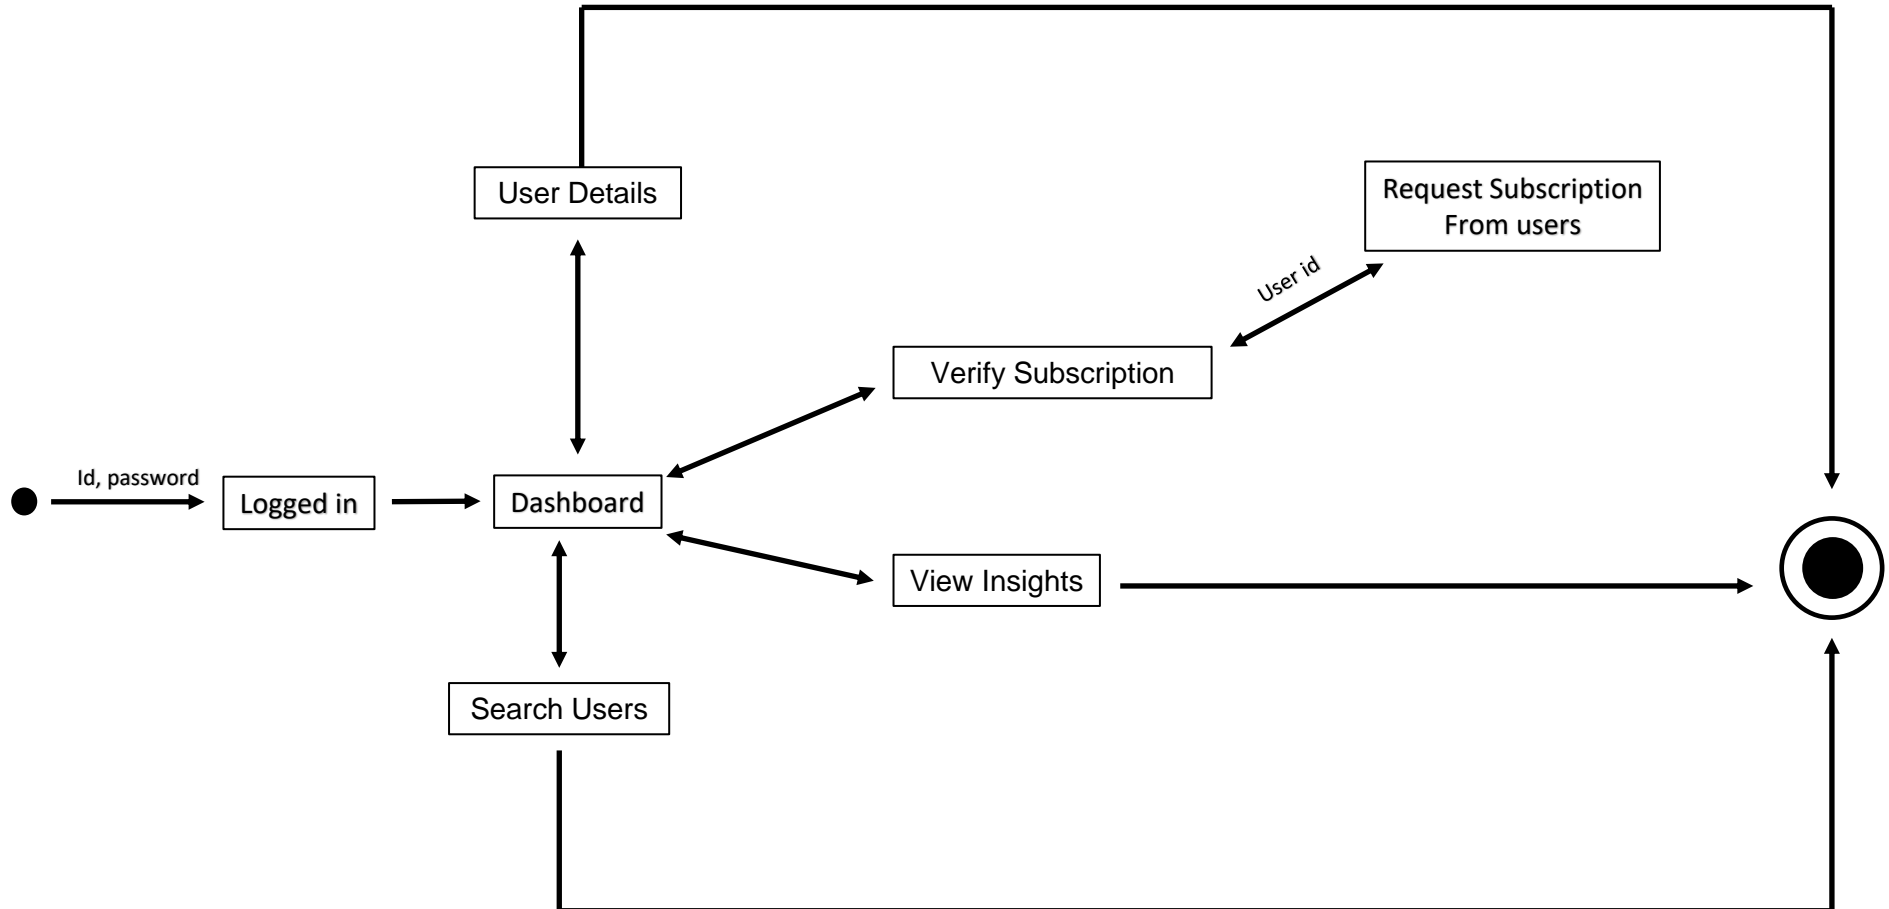 User Details
Request Subscription
From users
User id
Verify Subscription
Id, password
Logged in
Dashboard
View Insights
Search Users